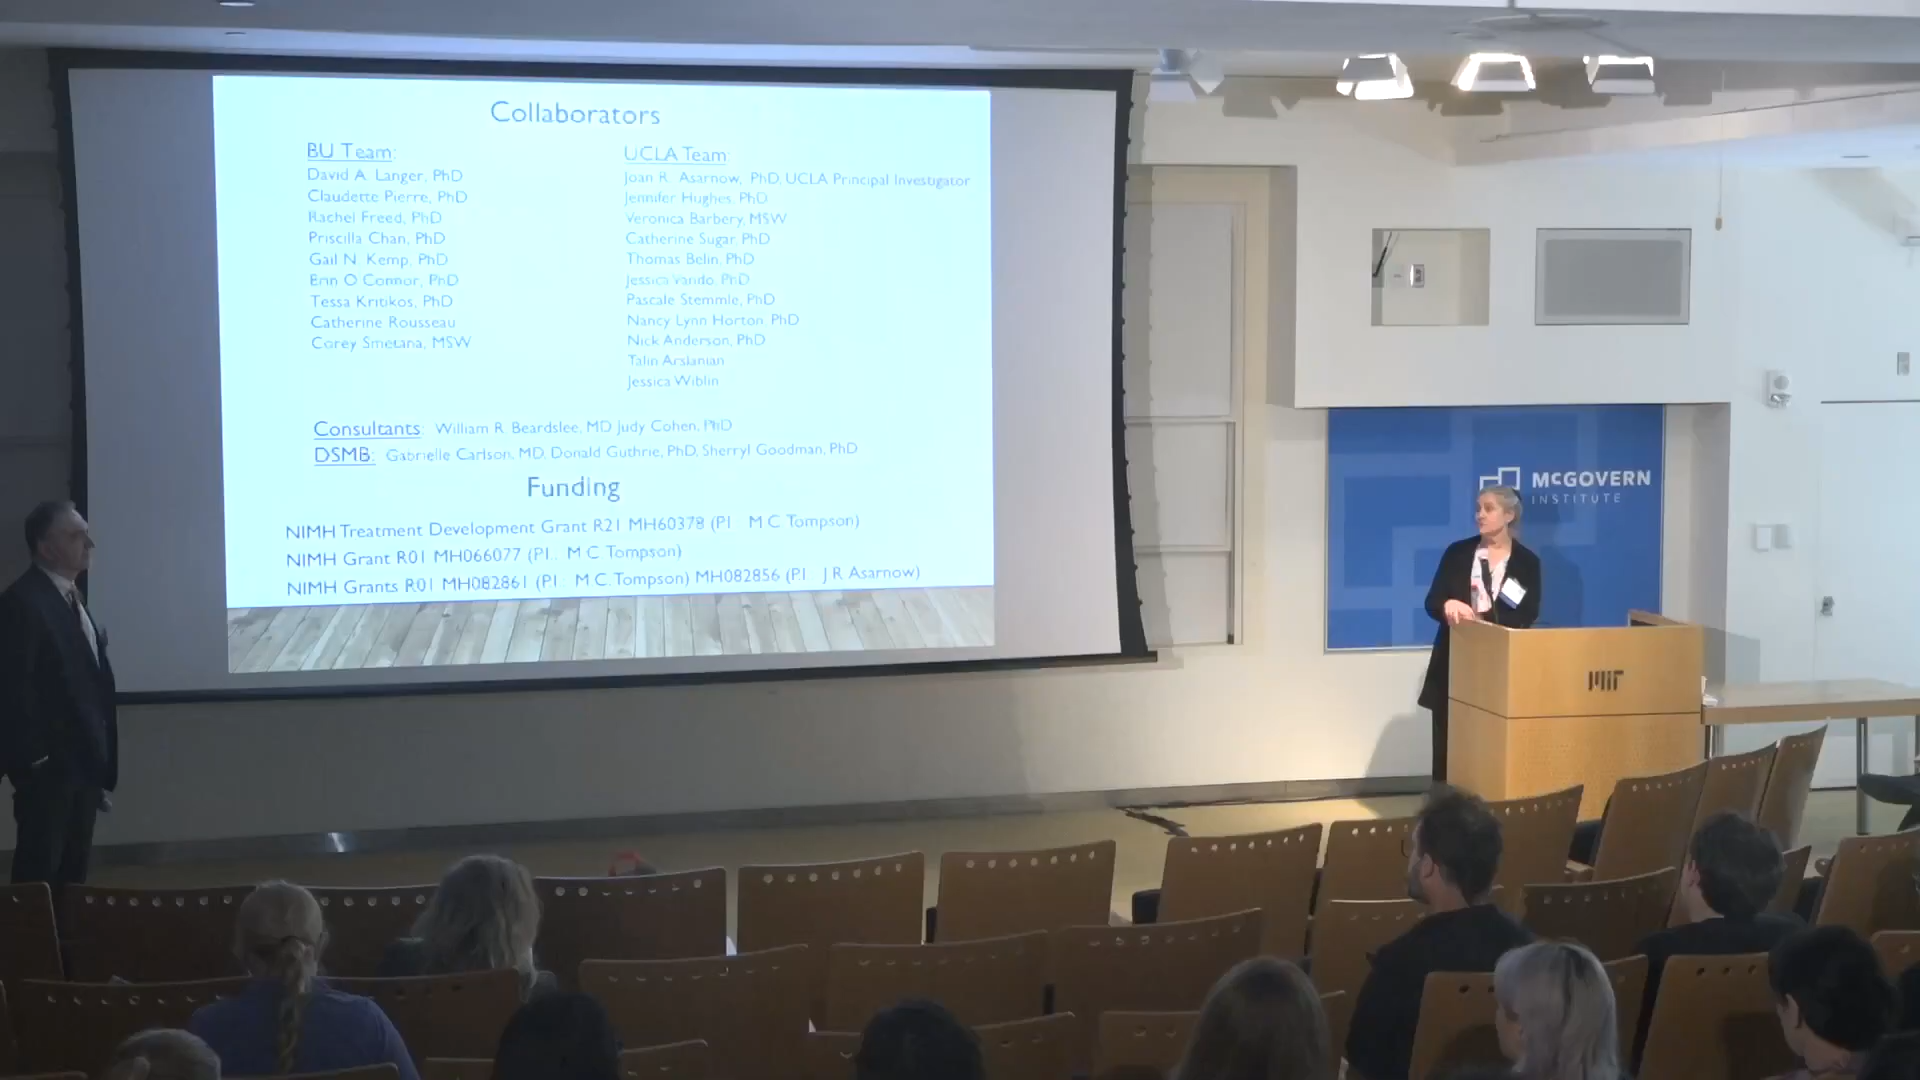 Collaborators
BU Team:
David A. Langer, PhD
Claudette Pierre, PhD
Rachel Freed, PhD
Priscilla Chan, PhD
Gail N. Kemp, PhD
Erin O Connor, PhD
Tessa Kritikos, PhD
Catherine Rousseau
Corey Smetana, MSW
UCLA Team:
Joan R. Asarnow, PhD, UCLA Principal Investigator
Jennifer Hughes, PhD
Veronica Barbery, MSW
Catherine Sugar, PhD
Thomas Belin, PhD
Jessica Vando, PhD
Pascale Stemmle, PhD
Nancy Lynn Horton PhD
Nick Anderson, PhD
Talin Arslanian
Jessica Wiblin
Consultants: William R Beardslee, MD Judy Cohen, PhD
DSMB: Gabrielle Carlson, MD, Donald Guthrie, PhD, Sherryl Goodman, PhD
Funding
NIMH Treatment Development Grant R21 MH60378 (PI M C Tompson)
NIMH Grant R01 MH066077 (PI: M C Tompson)
NIMH Grants R01 MH082861 (PI: M C. Tompson) MH082856 (P.I. J R Asarnow)
McGOVERN
INSTITUTE
MIT